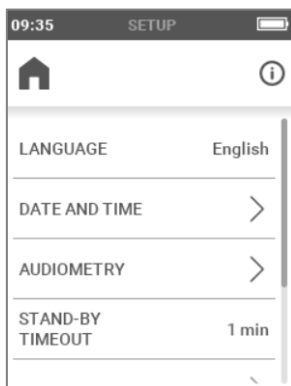 09:35 SETUP
LANGUAGE English
DATE AND TIME
AUDIOMETRY
STAND-BY
TIMEOUT 1 min